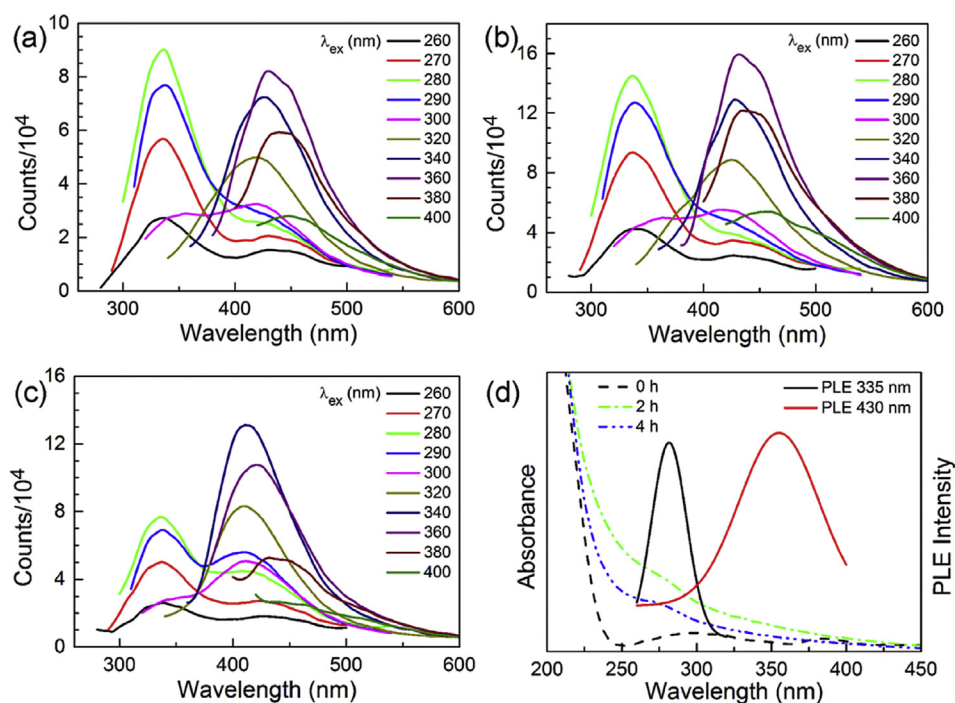 (a)
λex (nm)
260
270
280
290
300
320
340
360
380
400
10
8
6
4
2
0
Counts/10⁴
300 400 500 600
Wavelength (nm)
(b)
λex (nm)
260
270
280
290
300
320
340
360
380
400
16
12
8
4
0
Counts/10⁴
300 400 500 600
Wavelength (nm)
(c)
λex (nm)
260
270
280
290
300
320
340
360
380
400
16
12
8
4
0
Counts/10⁴
300 400 500 600
Wavelength (nm)
(d)
0 h
2 h
4 h
PLE 335 nm
PLE 430 nm
Absorbance
PLE Intensity
200 250 300 350 400 450
Wavelength (nm)